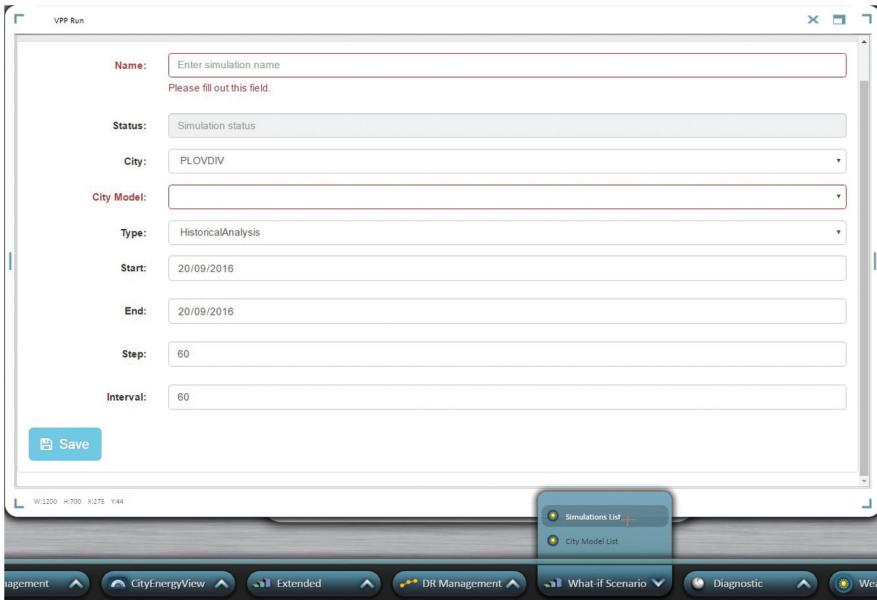 VPP Run
Name: Enter simulation name
Please fill out this field.
Status: Simulation status
City: PLOVDIV
City Model:
Type: HistoricalAnalysis
Start: 20/09/2016
End: 20/09/2016
Step: 60
Interval: 60
Save
W:1200 H:700 X:275 Y:44
Simulations List
City Model List
nagement CityEnergyView Extended DR Management What-if Scenario Diagnostic Wea